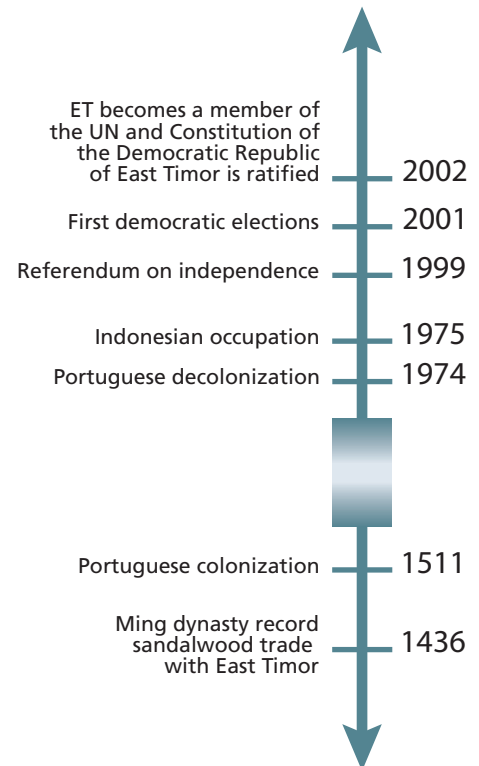 ET becomes a member of
the UN and Constitution of
the Democratic Republic
of East Timor is ratified
2002
First democratic elections
2001
Referendum on independence
1999
Indonesian occupation
1975
Portuguese decolonization
1974
Portuguese colonization
1511
Ming dynasty record
sandalwood trade
with East Timor
1436